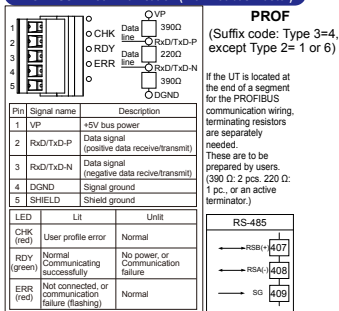 1
2
3
4
5
CHK
RDY
ERR
VP
390Ω
Data line
RxD/TxD-P
220Ω
Data line
RxD/TxD-N
390Ω
DGND
Pin Signal name Description
1 VP +5V bus power
2 RxD/TxD-P Data signal
(positive data receive/transmit)
3 RxD/TxD-N Data signal
(negative data recive/transmit)
4 DGND Signal ground
5 SHIELD Shield ground
LED Lit Unlit
CHK (red) User profile error Normal
RDY (green) Normal Communicating successfully No power, or Communication failure
ERR (red) Not connected, or communication failure (flashing) Normal
PROF
(Suffix code: Type 3=4,
except Type 2= 1 or 6)
If the UT is located at
the end of a segment
for the PROFIBUS
communication wiring,
terminating resistors
are separately
needed.
These are to be
prepared by users.
(390 Ω: 2 pcs. 220 Ω:
1 pc., or an active
terminator.)
RS-485
RSB(+) 407
RSA(-) 408
SG 409